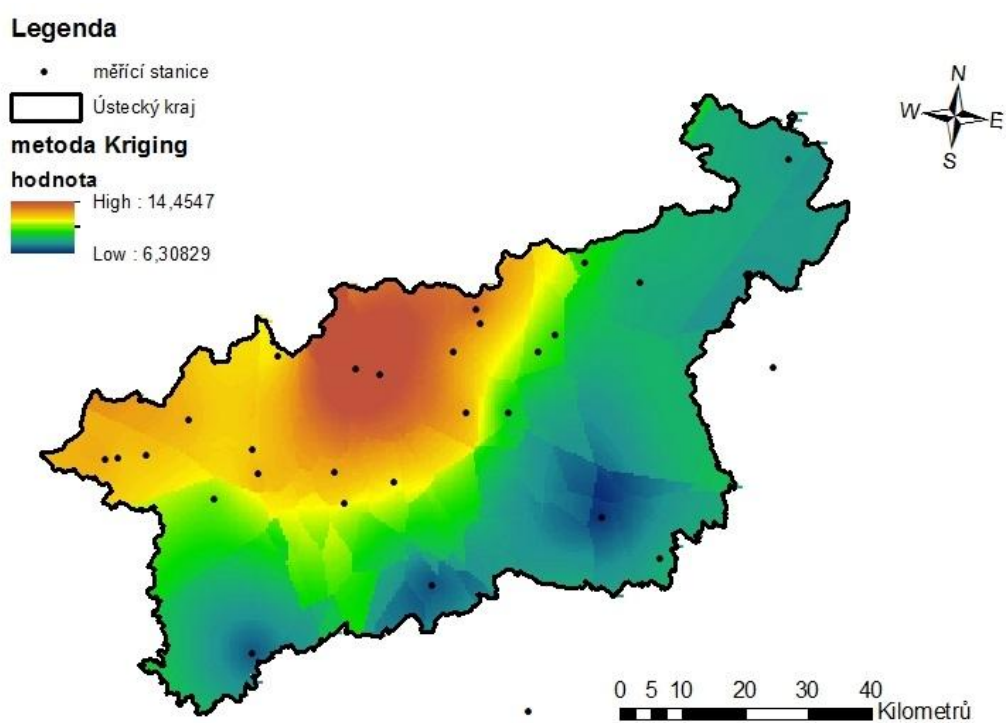 Legenda
měřící stanice
Ústecký kraj
metoda Kriging
hodnota
High : 14,4547
Low : 6,30829
N
W E
S
0 5 10 20 30 40
Kilometrů